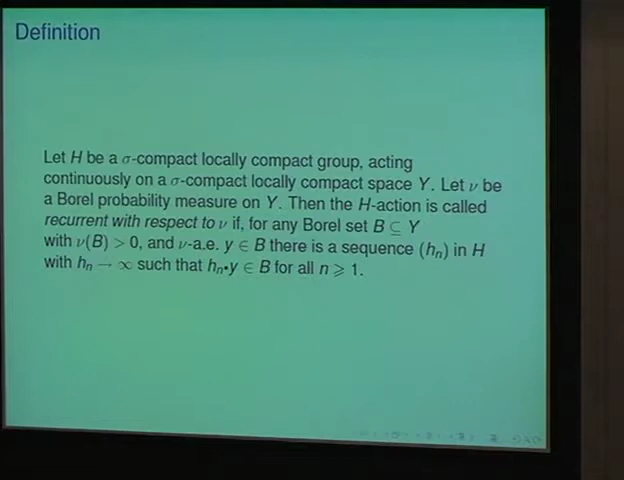 Definition
Let H be a σ-compact locally compact group, acting
continuously on a σ-compact locally compact space Y. Let ν be
a Borel probability measure on Y. Then the H-action is called
recurrent with respect to ν if, for any Borel set B ⊆ Y
with ν(B) > 0, and ν-a.e. y ∈ B there is a sequence (hₙ) in H
with hₙ → ∞ such that hₙ•y ∈ B for all n ⩾ 1.